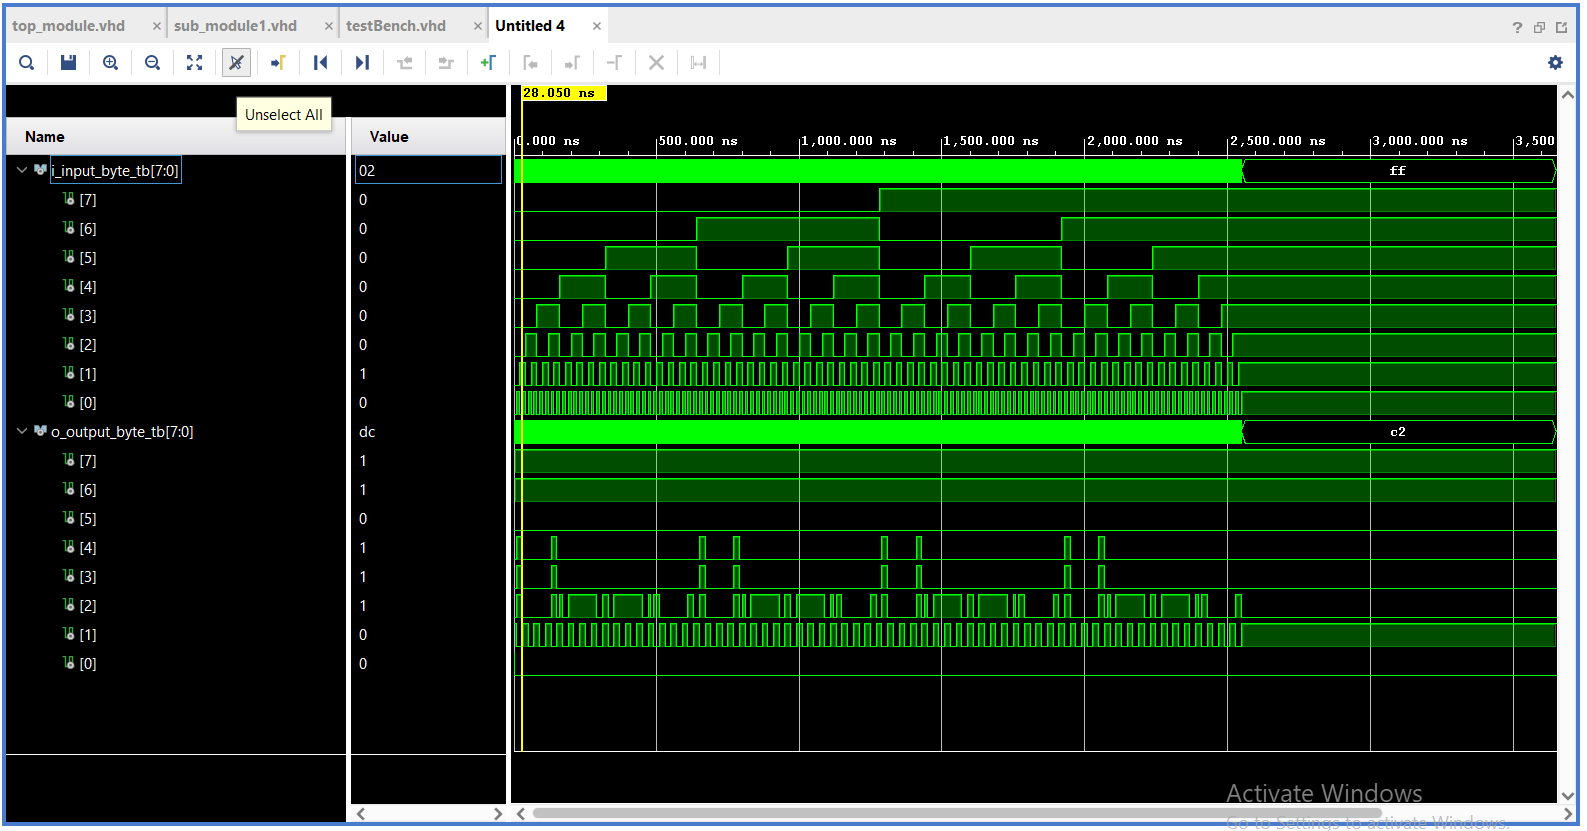 top_module.vhd × sub_module1.vhd × testBench.vhd × Untitled 4 ×
?
Unselect All
28.050 ns
Name Value
0.000 ns 500.000 ns 1,000.000 ns 1,500.000 ns 2,000.000 ns 2,500.000 ns 3,000.000 ns 3,500
i_input_byte_tb[7:0] 02 ff
[7] 0
[6] 0
[5] 0
[4] 0
[3] 0
[2] 0
[1] 1
[0] 0
o_output_byte_tb[7:0] dc c2
[7] 1
[6] 1
[5] 0
[4] 1
[3] 1
[2] 1
[1] 0
[0] 0
Activate Windows
Go to Settings to activate Windows.